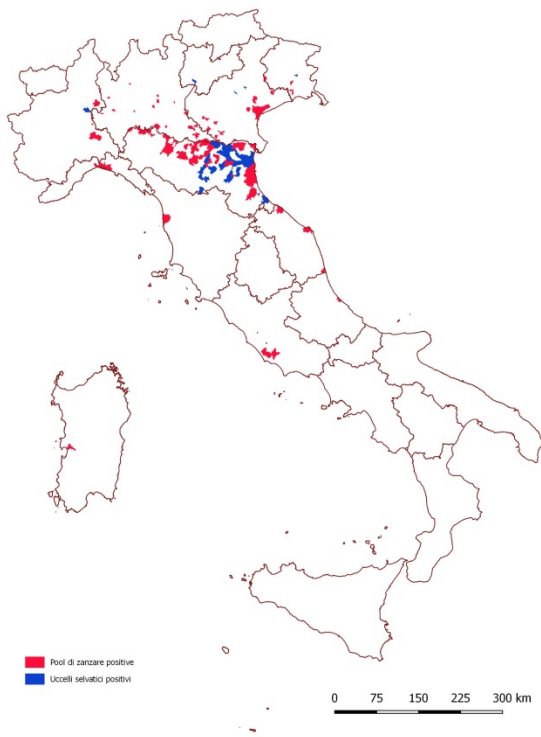 Pool di zanzare positive
Uccelli selvatici positivi
0 75 150 225 300 km